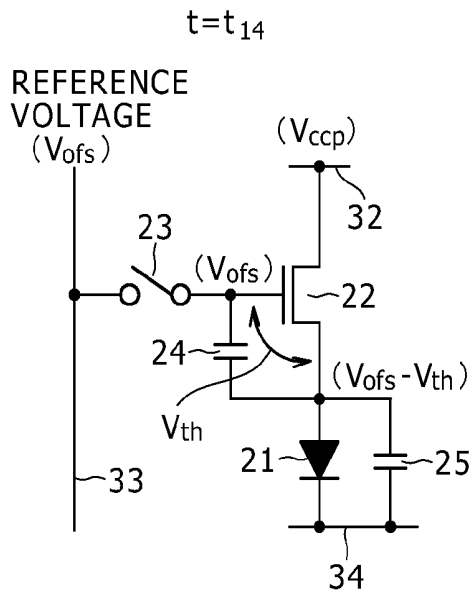 t=t14
REFERENCE
VOLTAGE
(Vofs)
(Vccp)
32
23
(Vofs)
22
24
(Vofs-Vth)
Vth
21
25
33
34